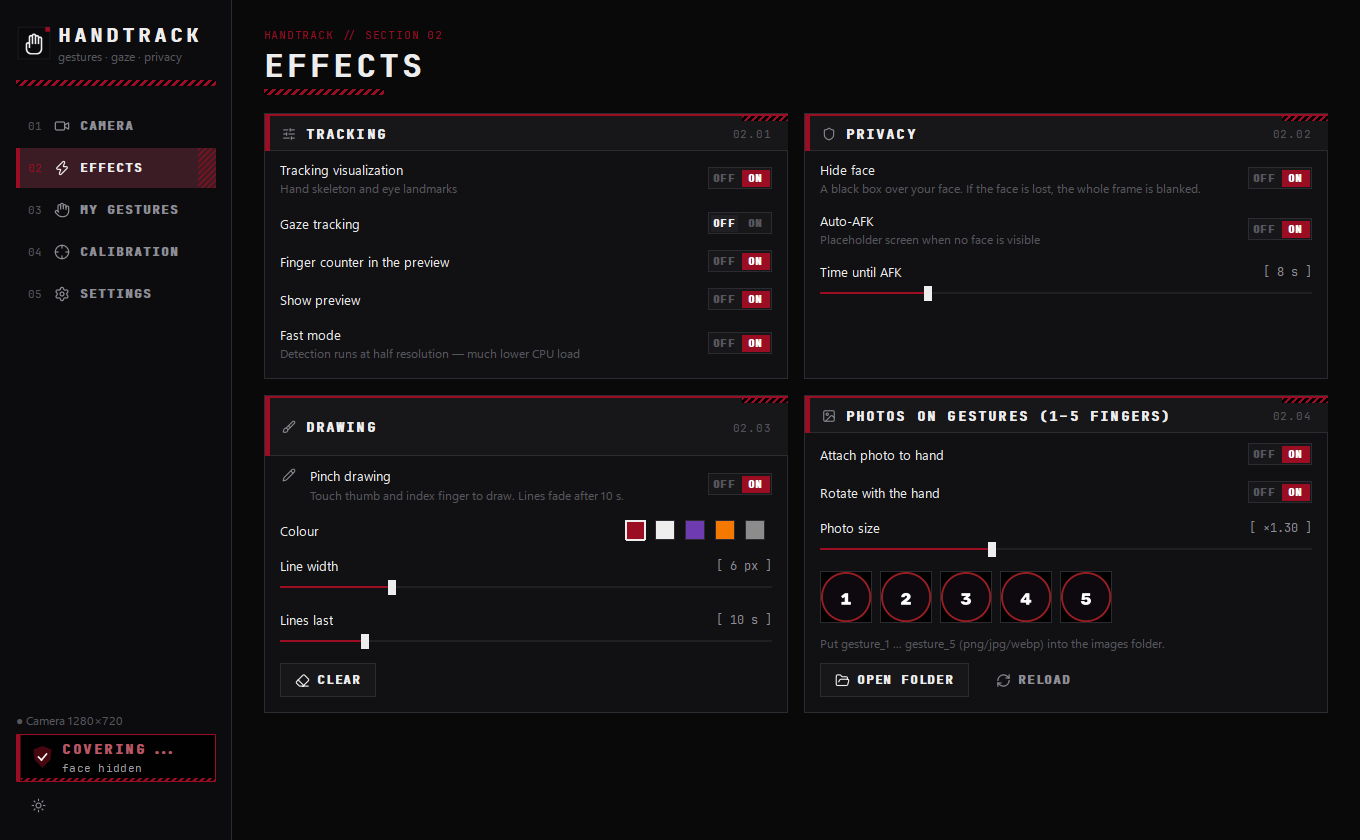 HANDTRACK
gestures · gaze · privacy
01 CAMERA
02 EFFECTS
03 MY GESTURES
04 CALIBRATION
05 SETTINGS
● Camera 1280×720
COVERING ...
face hidden
HANDTRACK // SECTION 02
EFFECTS
TRACKING 02.01
Tracking visualization OFF ON
Hand skeleton and eye landmarks
Gaze tracking OFF ON
Finger counter in the preview OFF ON
Show preview OFF ON
Fast mode OFF ON
Detection runs at half resolution — much lower CPU load
PRIVACY 02.02
Hide face OFF ON
A black box over your face. If the face is lost, the whole frame is blanked.
Auto-AFK OFF ON
Placeholder screen when no face is visible
Time until AFK [ 8 s ]
DRAWING 02.03
Pinch drawing OFF ON
Touch thumb and index finger to draw. Lines fade after 10 s.
Colour
Line width [ 6 px ]
Lines last [ 10 s ]
CLEAR
PHOTOS ON GESTURES (1–5 FINGERS) 02.04
Attach photo to hand OFF ON
Rotate with the hand OFF ON
Photo size [ ×1.30 ]
1 2 3 4 5
Put gesture_1 … gesture_5 (png/jpg/webp) into the images folder.
OPEN FOLDER RELOAD